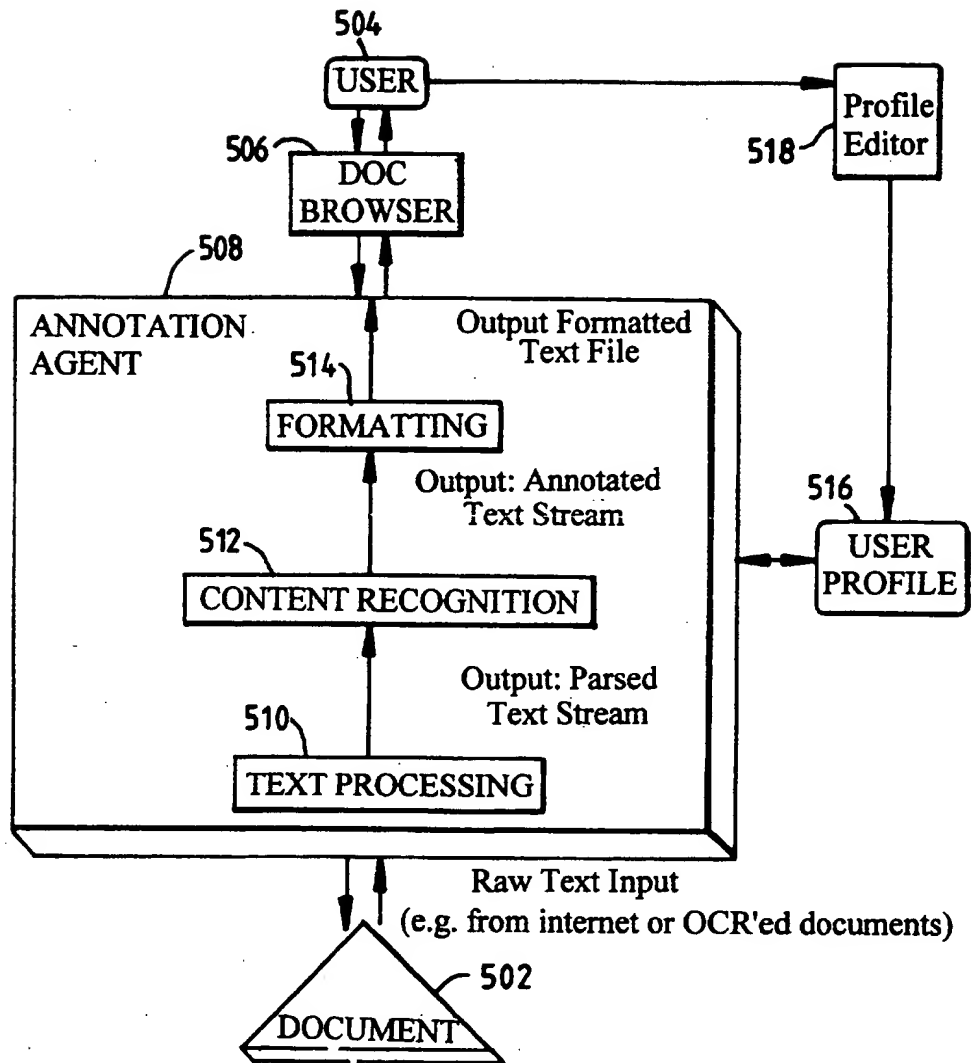 504
USER
506
DOC
BROWSER
Profile
Editor
518
508
ANNOTATION
AGENT
Output Formatted
Text File
514
FORMATTING
Output: Annotated
Text Stream
516
USER
PROFILE
512
CONTENT RECOGNITION
Output: Parsed
Text Stream
510
TEXT PROCESSING
Raw Text Input
(e.g. from internet or OCR'ed documents)
502
DOCUMENT